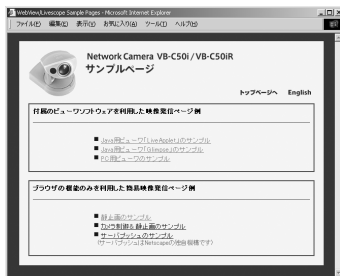 WebView/Livescope Sample Pages - Microsoft Internet Explorer
ファイル(F) 編集(E) 表示(V) お気に入り(A) ツール(T) ヘルプ(H)
Network Camera VB-C50i / VB-C50iR
サンプルページ
トップページへ English
付属のビューワソフトウェアを利用した映像発信ページ例
■ Java用ビューワ「LiveApplet」のサンプル
■ Java用ビューワ「Glimpse」のサンプル
■ PC用ビューワのサンプル
ブラウザの機能のみを利用した簡易映像発信ページ例
■ 静止画のサンプル
■ カメラ制御&静止画のサンプル
■ サーバプッシュのサンプル
(サーバプッシュはNetscapeの独自機構です)